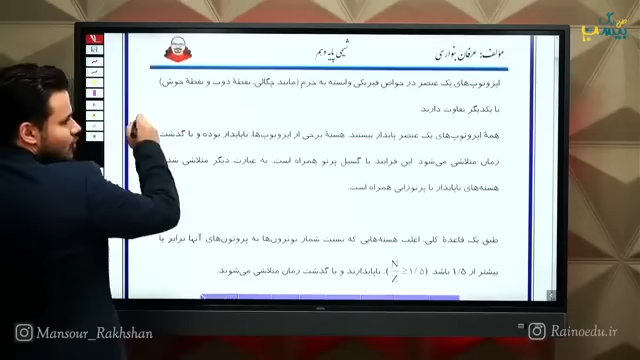 مؤلف: عرفان بنواری
شیمی پایه دهم
بیست
ایزوتوپ‌های یک عنصر در خواص فیزیکی وابسته به جرم (مانند چگالی، نقطهٔ ذوب و نقطهٔ جوش)
با یکدیگر تفاوت دارند.
همهٔ ایزوتوپ‌های یک عنصر پایدار نیستند. هستهٔ برخی از ایزوتوپ‌ها، ناپایدار بوده و با گذشت
زمان متلاشی می‌شود. این فرایند با گسیل پرتو همراه است. به عبارت دیگر متلاشی
هسته‌های ناپایدار با پرتوزایی همراه است.
طبق یک قاعدهٔ کلی، اغلب هسته‌هایی که نسبت شمار نوترون‌ها به پروتون‌های آنها برابر یا
بیشتر از ۱/۵ باشد (N/Z ≥ ۱/۵)، ناپایدارند و با گذشت زمان متلاشی می‌شوند.
Mansour_Rakhshan
Rainoedu.ir